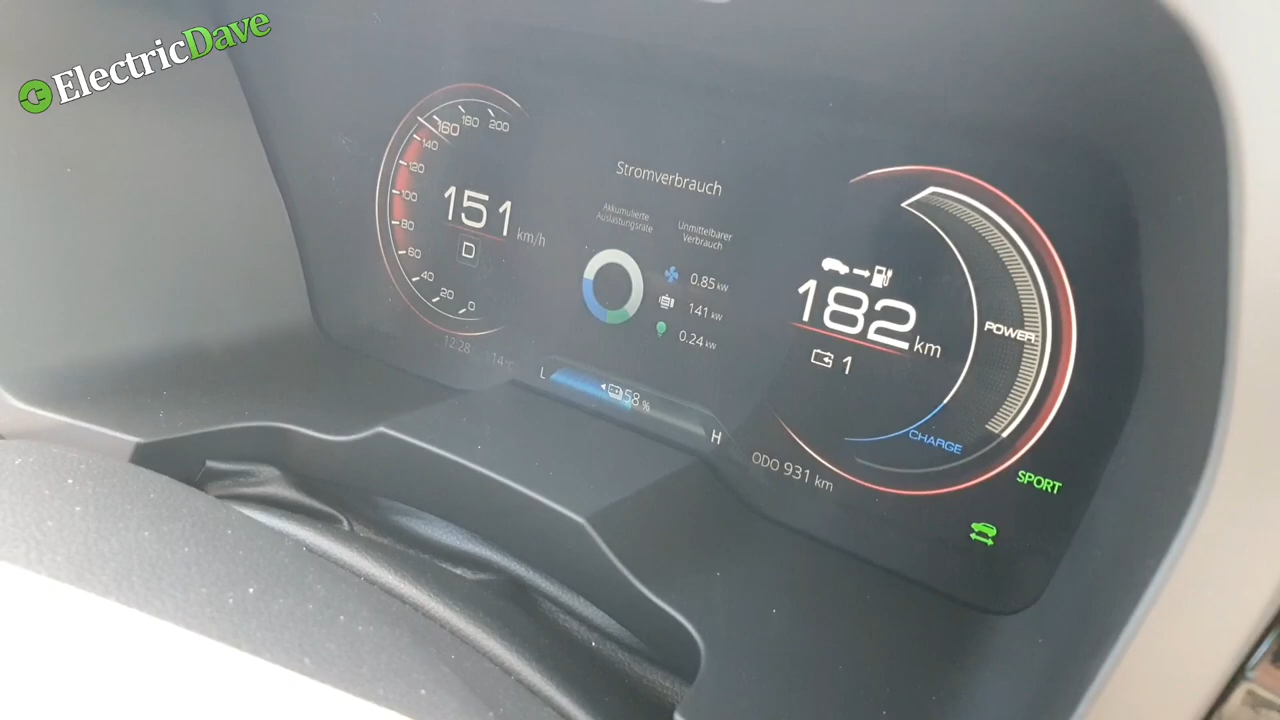 ElectricDave
200
180
160
140
120
100
80
60
40
20
0
151 km/h
D
12:28 14°C
Stromverbrauch
Akkumulierte
Auslastungsrate
Unmittelbarer
Verbrauch
0.85 kW
141 kW
0.24 kW
L 58 % H
182 km
1
POWER
CHARGE
ODO 931 km
SPORT